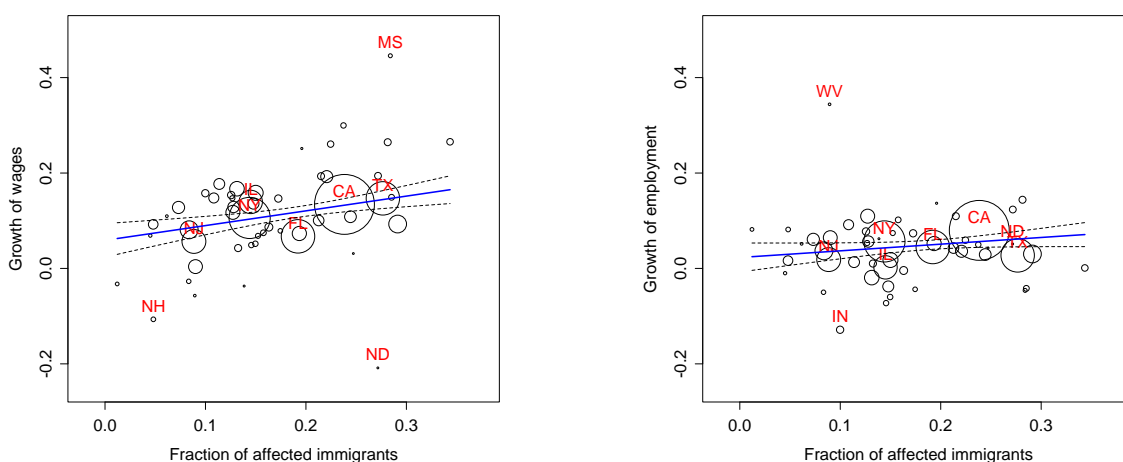 Growth of wages
0.4
0.2
0.0
-0.2
MS
IL
CA
TX
NY
NJ
FL
NH
ND
0.0 0.1 0.2 0.3
Fraction of affected immigrants
Growth of employment
0.4
0.2
0.0
-0.2
WV
CA
NY
FL
ND
TX
NJ
IL
IN
0.0 0.1 0.2 0.3
Fraction of affected immigrants